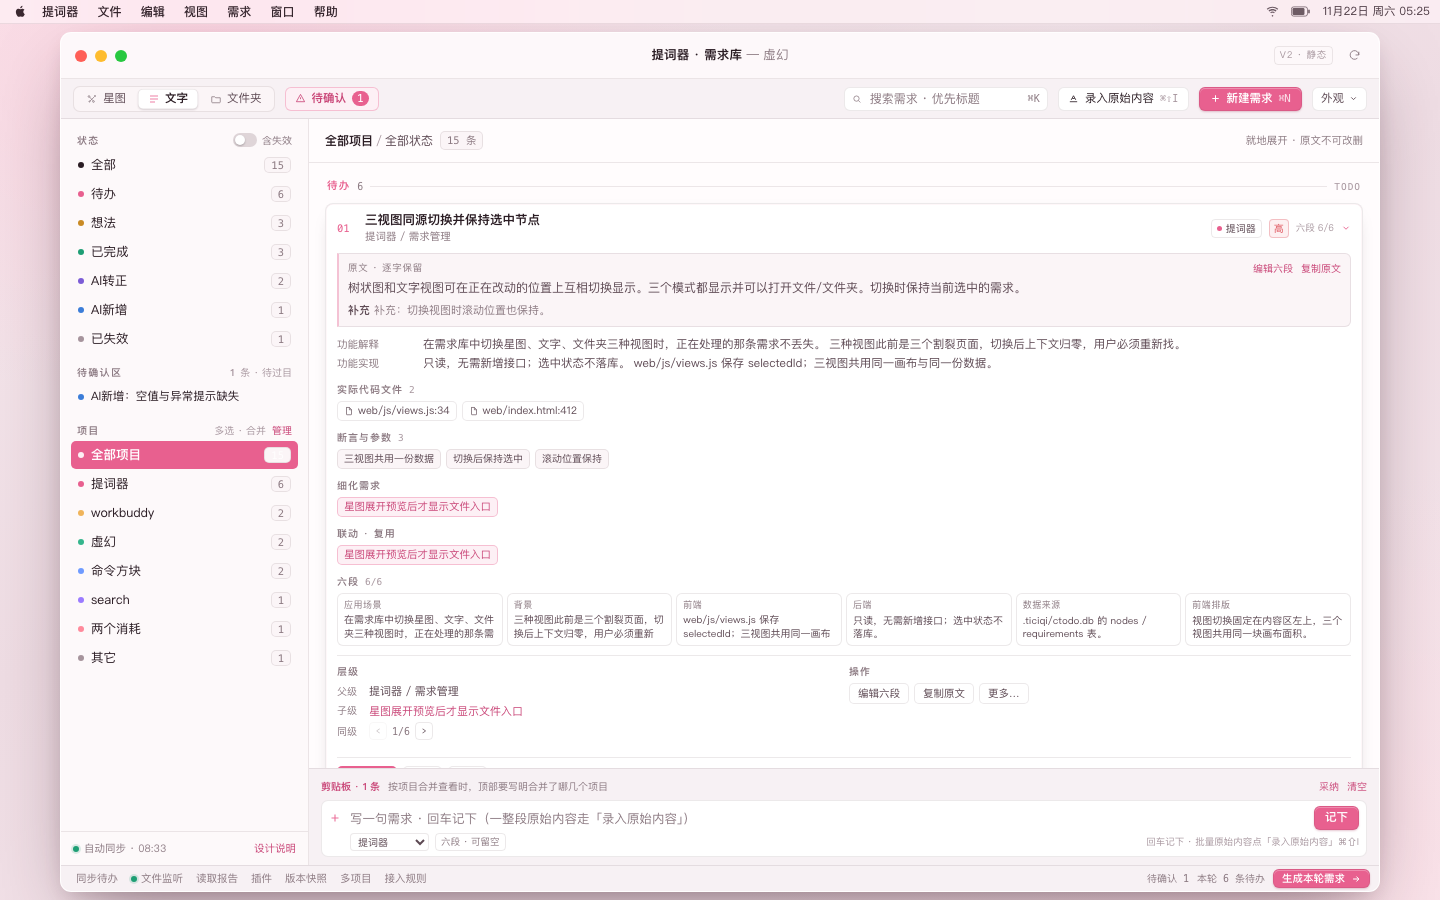 提词器 文件 编辑 视图 需求 窗口 帮助 11月22日 周六 05:25
提词器 · 需求库 — 虚幻 V2 · 静态
星图 文字 文件夹 待确认 1 搜索需求 · 优先标题 ⌘K 录入原始内容 ⌘⇧I + 新建需求 ⌘N 外观
状态 含失效
全部 15
待办 6
想法 3
已完成 3
AI转正 2
AI新增 1
已失效 1
待确认区 1 条 · 待过目
AI新增：空值与异常提示缺失
项目 多选 · 合并 管理
全部项目
提词器 6
workbuddy 2
虚幻 2
命令方块 2
search 1
两个消耗 1
其它 1
自动同步 · 08:33 设计说明
全部项目 / 全部状态 15 条 就地展开 · 原文不可改删
待办 6 TODO
01 三视图同源切换并保持选中节点
提词器 / 需求管理
提词器 高 六段 6/6
原文 · 逐字保留 编辑六段 复制原文
树状图和文字视图可在正在改动的位置上互相切换显示。三个模式都显示并可以打开文件/文件夹。切换时保持当前选中的需求。
补充 补充：切换视图时滚动位置也保持。
功能解释 在需求库中切换星图、文字、文件夹三种视图时，正在处理的那条需求不丢失。 三种视图此前是三个割裂页面，切换后上下文归零，用户必须重新找。
功能实现 只读，无需新增接口；选中状态不落库。 web/js/views.js 保存 selectedId；三视图共用同一画布与同一份数据。
实际代码文件 2
web/js/views.js:34 web/index.html:412
断言与参数 3
三视图共用一份数据 切换后保持选中 滚动位置保持
细化需求
星图展开预览后才显示文件入口
联动 · 复用
星图展开预览后才显示文件入口
六段 6/6
应用场景
在需求库中切换星图、文字、文件
夹三种视图时，正在处理的那条需
背景
三种视图此前是三个割裂页面，切
换后上下文归零，用户必须重新
前端
web/js/views.js 保存
selectedId；三视图共用同一画布
后端
只读，无需新增接口；选中状态不
落库。
数据来源
.ticiqi/ctodo.db 的 nodes /
requirements 表。
前端排版
视图切换固定在内容区左上，三个
视图共用同一块画布面积。
层级
父级 提词器 / 需求管理
子级 星图展开预览后才显示文件入口
同级 < 1/6 >
操作
编辑六段 复制原文 更多…
剪贴板 · 1 条 按项目合并查看时，顶部要写明合并了哪几个项目 采纳 清空
+ 写一句需求 · 回车记下（一整段原始内容走「录入原始内容」） 记下
提词器 六段 · 可留空 回车记下 · 批量原始内容点「录入原始内容」⌘⇧I
同步待办 文件监听 读取报告 插件 版本快照 多项目 接入规则 待确认 1 本轮 6 条待办 生成本轮需求 →